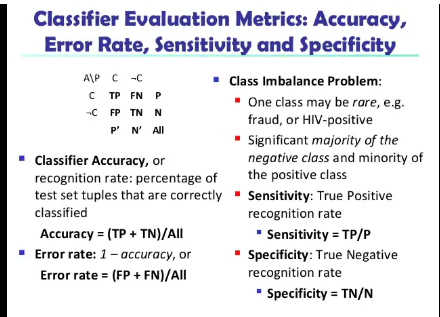 Classifier Evaluation Metrics: Accuracy,
Error Rate, Sensitivity and Specificity
A\P C ¬C
C TP FN P
¬C FP TN N
P' N' All
Classifier Accuracy, or
recognition rate: percentage of
test set tuples that are correctly
classified
Accuracy = (TP + TN)/All
Error rate: 1 – accuracy, or
Error rate = (FP + FN)/All
Class Imbalance Problem:
One class may be rare, e.g.
fraud, or HIV-positive
Significant majority of the
negative class and minority of
the positive class
Sensitivity: True Positive
recognition rate
Sensitivity = TP/P
Specificity: True Negative
recognition rate
Specificity = TN/N